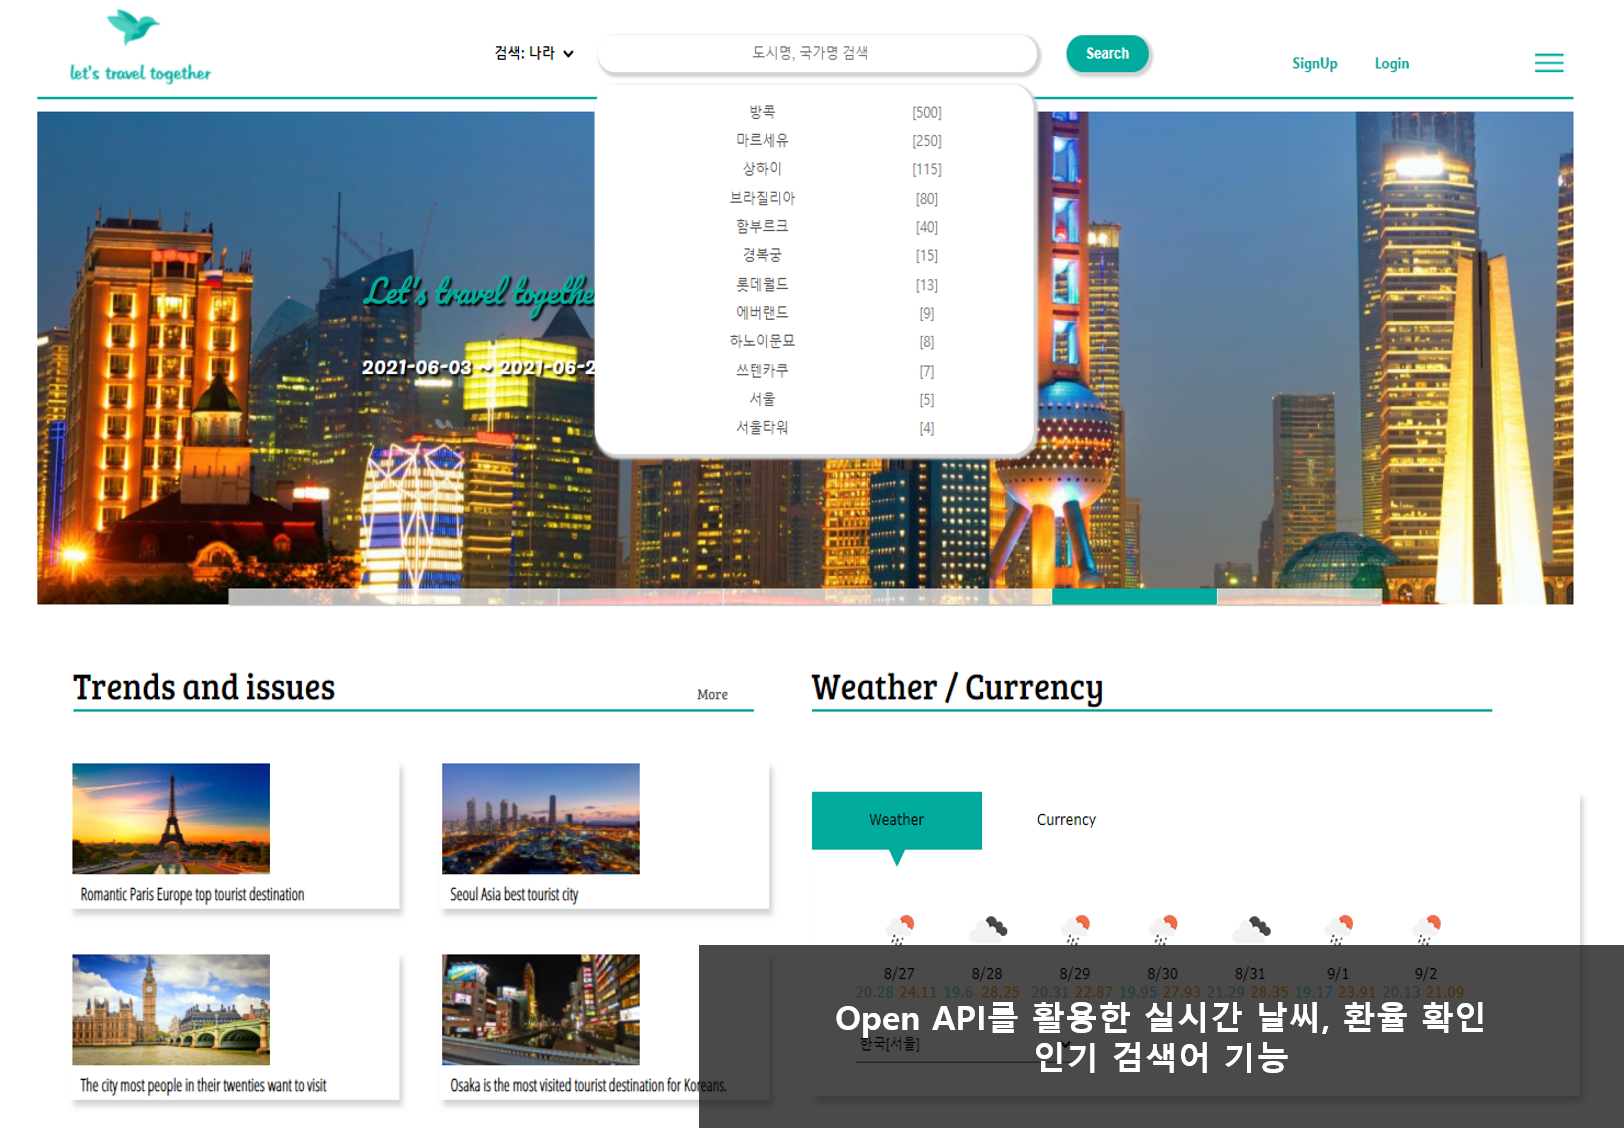 let's travel together
검색: 나라
도시명, 국가명 검색
Search
SignUp
Login
방콕 [500]
마르세유 [250]
상하이 [115]
브라질리아 [80]
함부르크 [40]
경복궁 [15]
롯데월드 [13]
에버랜드 [9]
하노이문묘 [8]
쓰텐카쿠 [7]
서울 [5]
서울타워 [4]
Let's travel togethe
2021-06-03 ~ 2021-06-2
Trends and issues
More
Romantic Paris Europe top tourist destination
Seoul Asia best tourist city
The city most people in their twenties want to visit
Osaka is the most visited tourist destination for Koreans.
Weather / Currency
Weather
Currency
8/27 8/28 8/29 8/30 8/31 9/1 9/2
20.28 24.11 19.6 28.25 20.31 22.87 19.95 27.93 21.29 28.35 19.17 23.91 20.13 21.09
한국[서울]
Open API를 활용한 실시간 날씨, 환율 확인
인기 검색어 기능